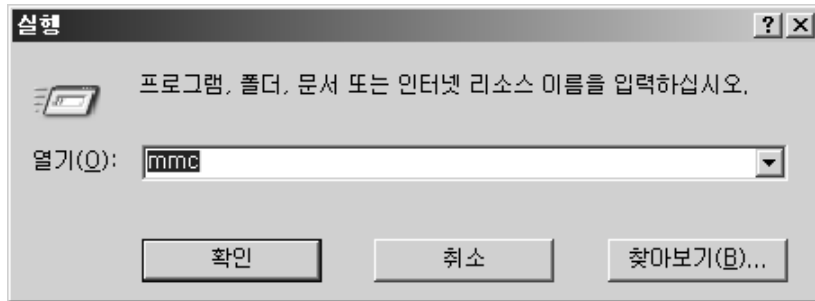 실행
프로그램, 폴더, 문서 또는 인터넷 리소스 이름을 입력하십시오.
열기(O): mmc
확인 취소 찾아보기(B)...